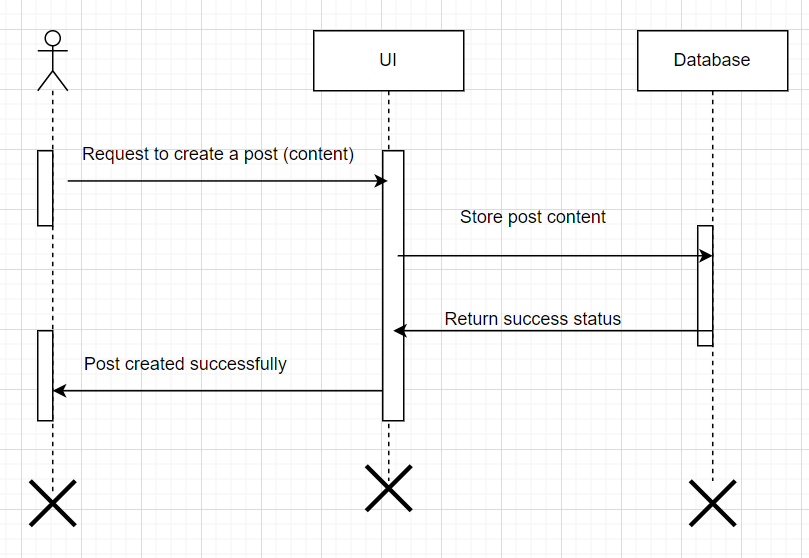 UI
Database
Request to create a post (content)
Store post content
Return success status
Post created successfully